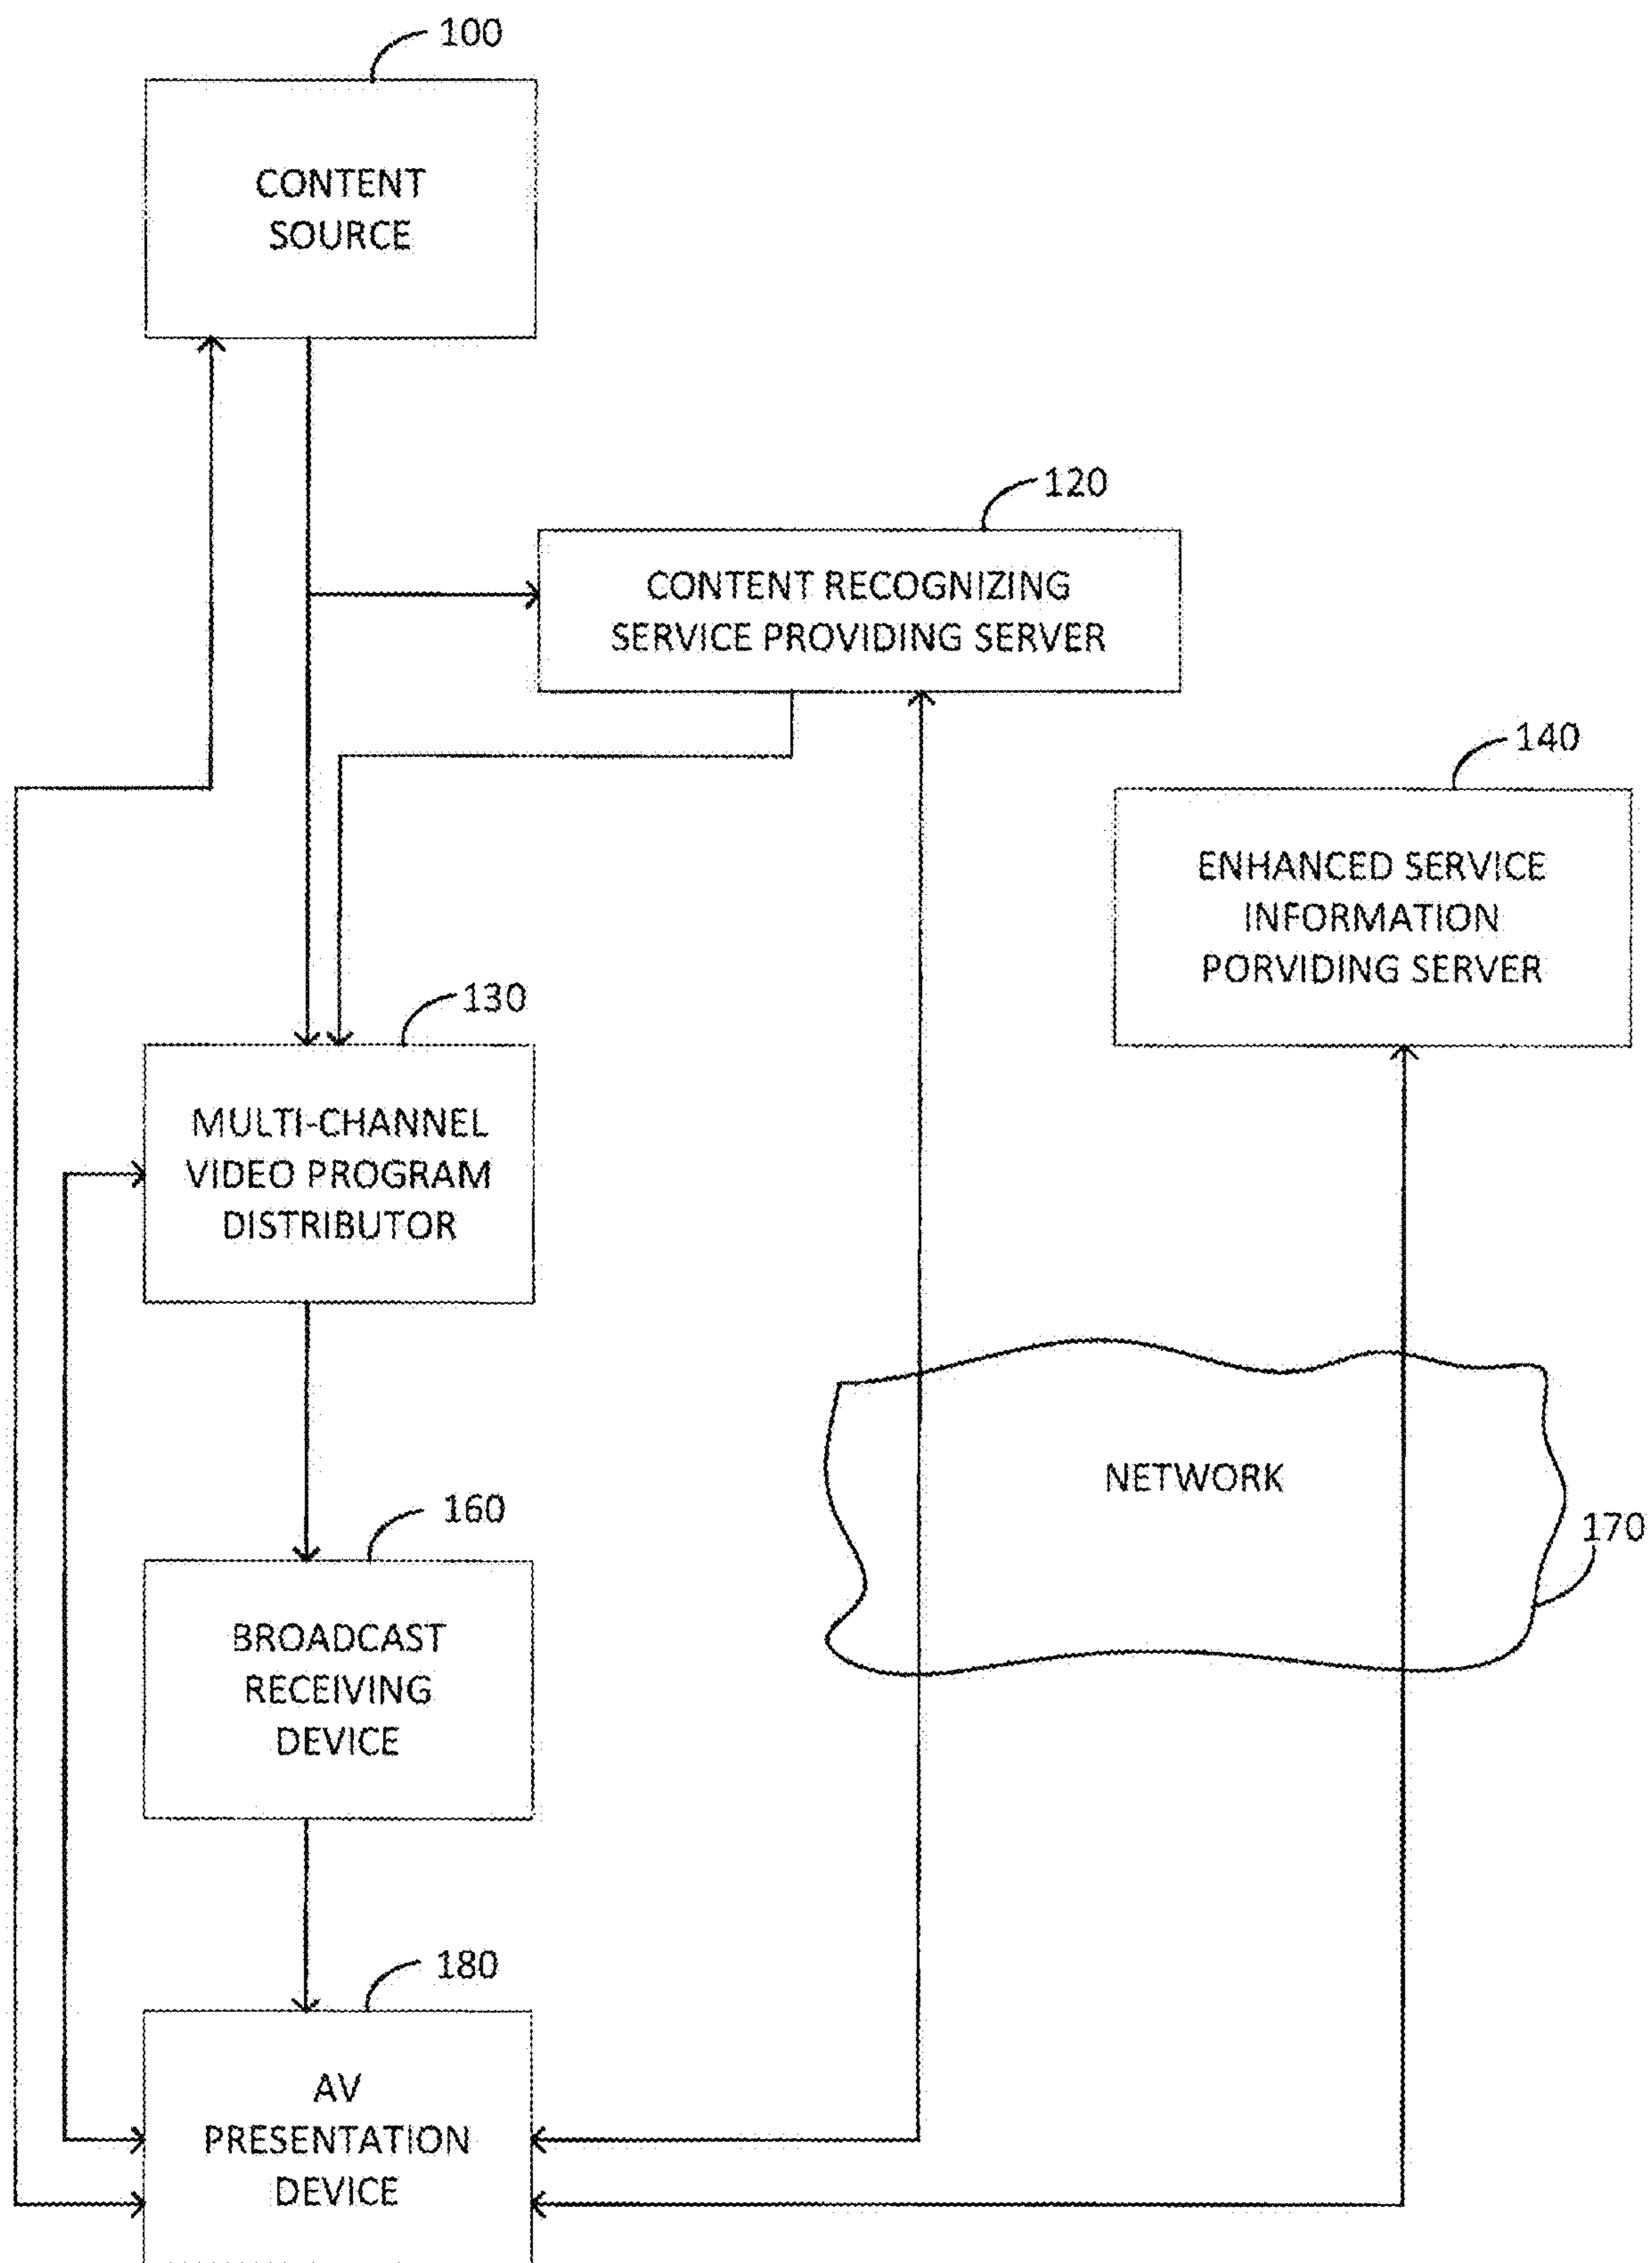 100
CONTENT
SOURCE
120
CONTENT RECOGNIZING
SERVICE PROVIDING SERVER
140
ENHANCED SERVICE
INFORMATION
PORVIDING SERVER
130
MULTI-CHANNEL
VIDEO PROGRAM
DISTRIBUTOR
NETWORK
170
160
BROADCAST
RECEIVING
DEVICE
180
AV
PRESENTATION
DEVICE